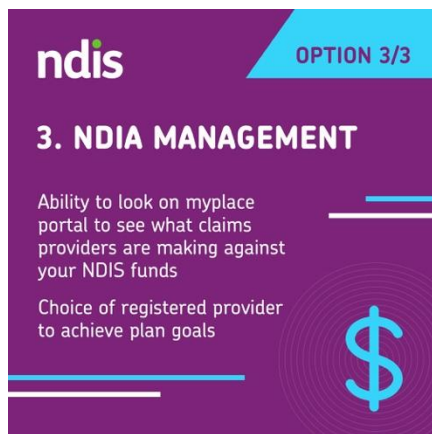 ndis
OPTION 3/3
3. NDIA MANAGEMENT
Ability to look on myplace
portal to see what claims
providers are making against
your NDIS funds
Choice of registered provider
to achieve plan goals
$